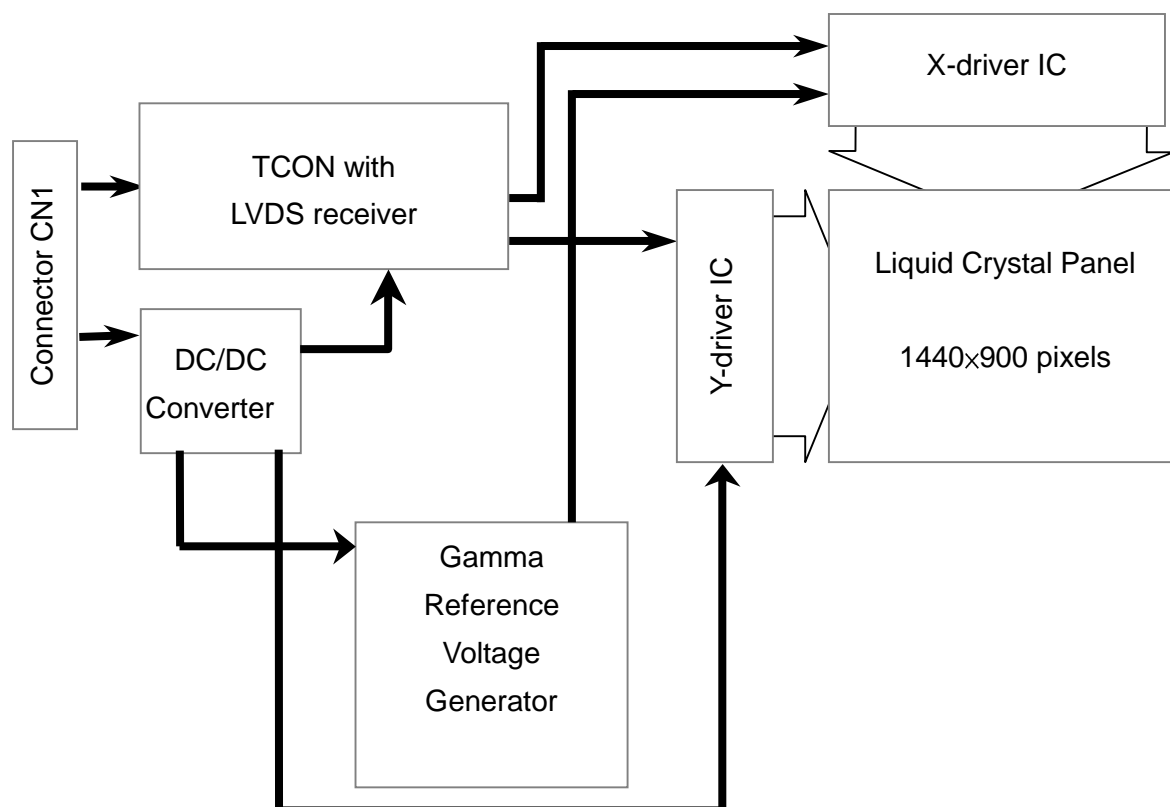 X-driver IC
TCON with
LVDS receiver
Connector CN1
Y-driver IC
Liquid Crystal Panel
1440×900 pixels
DC/DC
Converter
Gamma
Reference
Voltage
Generator